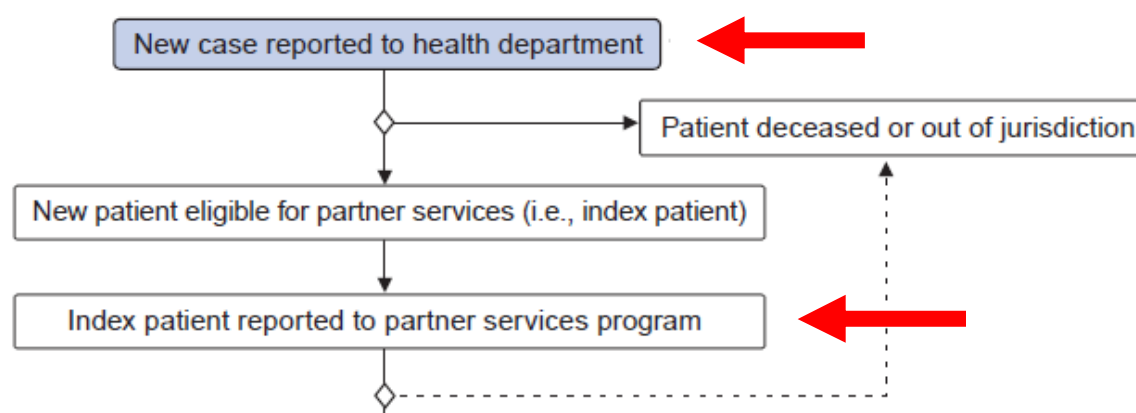 New case reported to health department
Patient deceased or out of jurisdiction
New patient eligible for partner services (i.e., index patient)
Index patient reported to partner services program